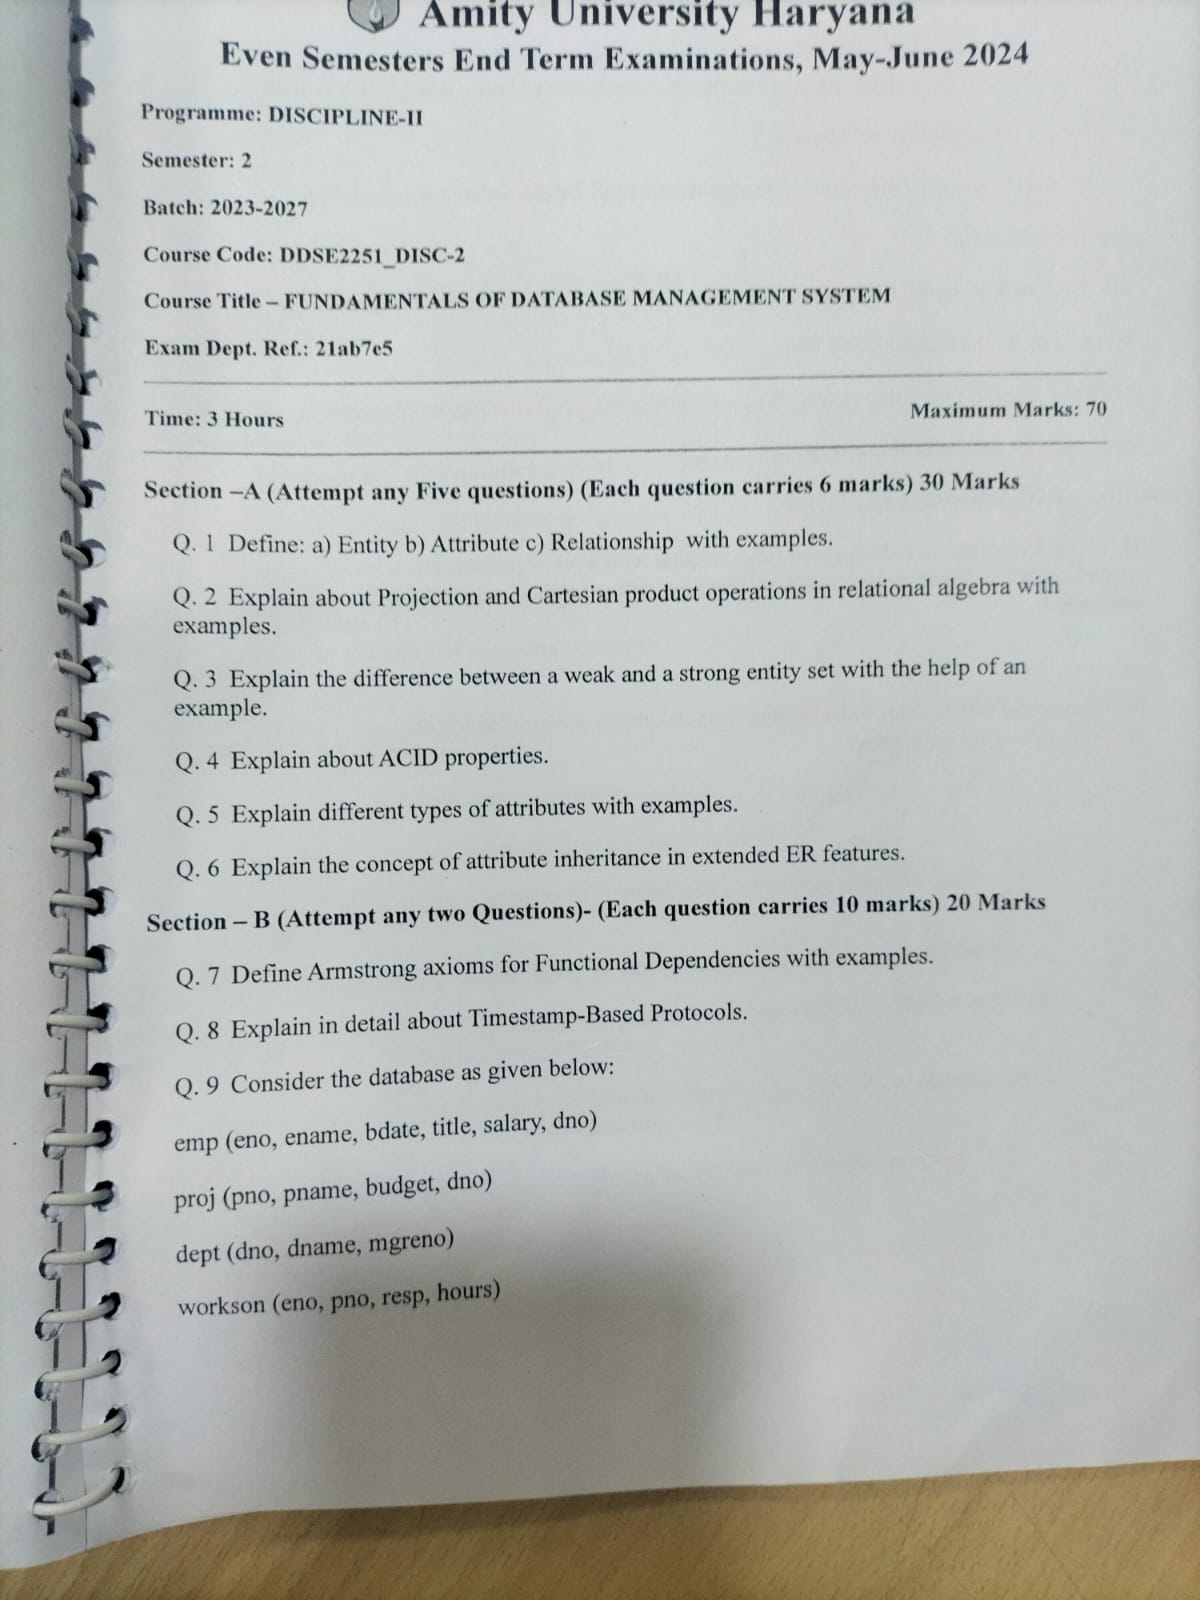 Amity University Haryana
Even Semesters End Term Examinations, May-June 2024
Programme: DISCIPLINE-II
Semester: 2
Batch: 2023-2027
Course Code: DDSE2251_DISC-2
Course Title – FUNDAMENTALS OF DATABASE MANAGEMENT SYSTEM
Exam Dept. Ref.: 21ab7e5
Time: 3 Hours Maximum Marks: 70
Section –A (Attempt any Five questions) (Each question carries 6 marks) 30 Marks
Q. 1 Define: a) Entity b) Attribute c) Relationship with examples.
Q. 2 Explain about Projection and Cartesian product operations in relational algebra with
examples.
Q. 3 Explain the difference between a weak and a strong entity set with the help of an
example.
Q. 4 Explain about ACID properties.
Q. 5 Explain different types of attributes with examples.
Q. 6 Explain the concept of attribute inheritance in extended ER features.
Section – B (Attempt any two Questions)- (Each question carries 10 marks) 20 Marks
Q. 7 Define Armstrong axioms for Functional Dependencies with examples.
Q. 8 Explain in detail about Timestamp-Based Protocols.
Q. 9 Consider the database as given below:
emp (eno, ename, bdate, title, salary, dno)
proj (pno, pname, budget, dno)
dept (dno, dname, mgreno)
workson (eno, pno, resp, hours)